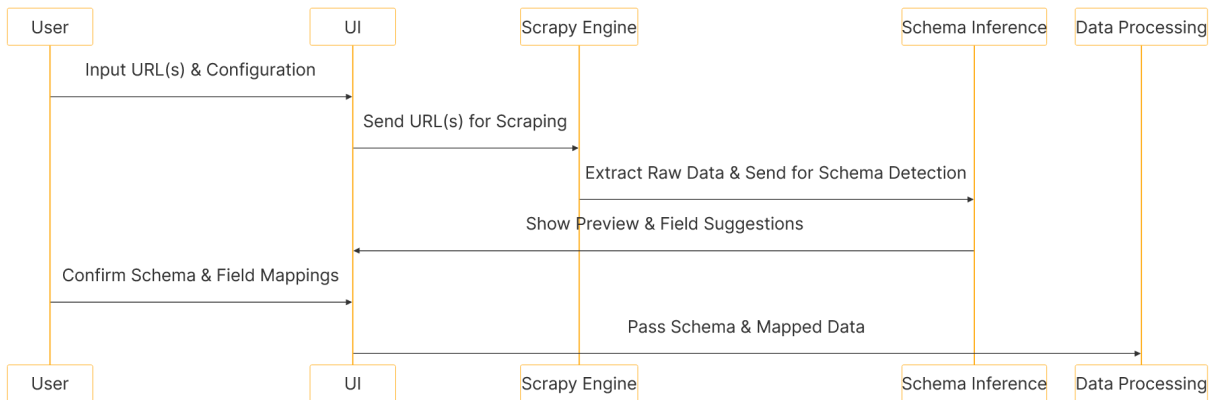 User
UI
Scrapy Engine
Schema Inference
Data Processing
Input URL(s) & Configuration
Send URL(s) for Scraping
Extract Raw Data & Send for Schema Detection
Show Preview & Field Suggestions
Confirm Schema & Field Mappings
Pass Schema & Mapped Data
User
UI
Scrapy Engine
Schema Inference
Data Processing